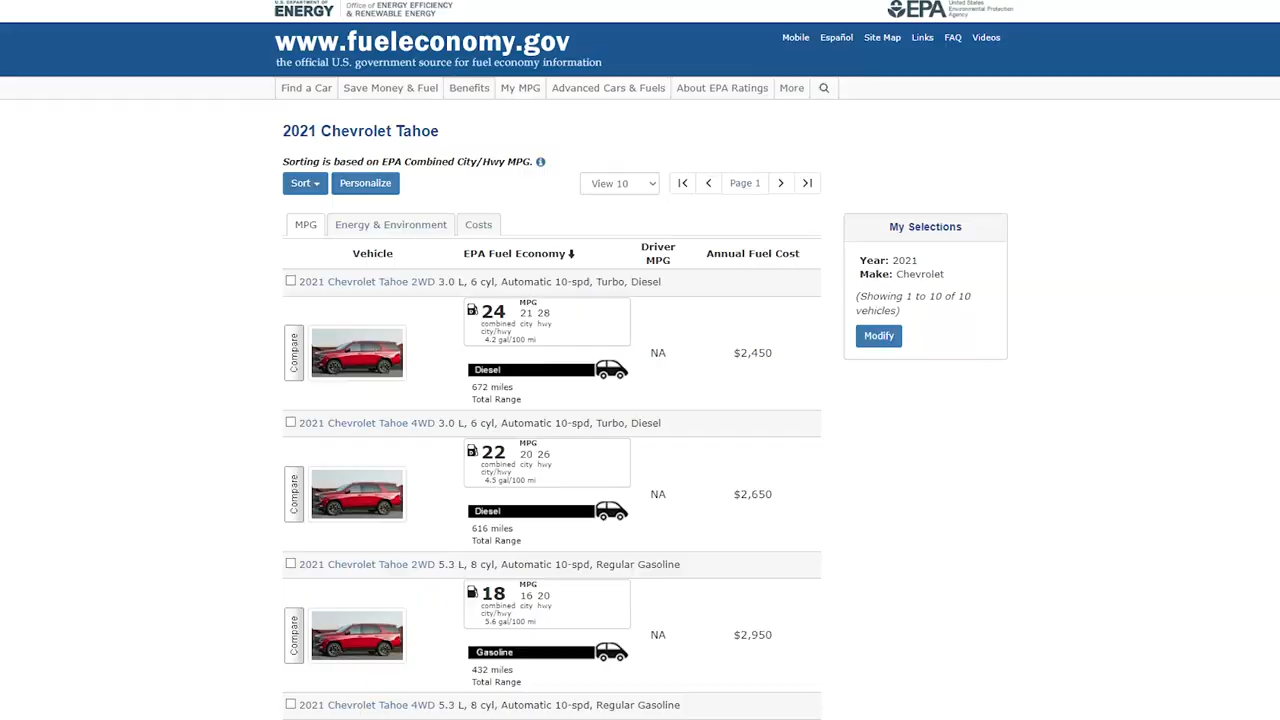 U.S. DEPARTMENT OF
ENERGY
Office of ENERGY EFFICIENCY
& RENEWABLE ENERGY
EPA
United States
Environmental Protection
Agency
www.fueleconomy.gov
the official U.S. government source for fuel economy information
Mobile Español Site Map Links FAQ Videos
Find a Car Save Money & Fuel Benefits My MPG Advanced Cars & Fuels About EPA Ratings More
2021 Chevrolet Tahoe
Sorting is based on EPA Combined City/Hwy MPG.
Sort Personalize View 10 Page 1
MPG Energy & Environment Costs
Vehicle EPA Fuel Economy Driver MPG Annual Fuel Cost
2021 Chevrolet Tahoe 2WD 3.0 L, 6 cyl, Automatic 10-spd, Turbo, Diesel
Compare
MPG
24 21 28
combined city hwy
city/hwy
4.2 gal/100 mi
Diesel
672 miles
Total Range
NA
$2,450
2021 Chevrolet Tahoe 4WD 3.0 L, 6 cyl, Automatic 10-spd, Turbo, Diesel
Compare
MPG
22 20 26
combined city hwy
city/hwy
4.5 gal/100 mi
Diesel
616 miles
Total Range
NA
$2,650
2021 Chevrolet Tahoe 2WD 5.3 L, 8 cyl, Automatic 10-spd, Regular Gasoline
Compare
MPG
18 16 20
combined city hwy
city/hwy
5.6 gal/100 mi
Gasoline
432 miles
Total Range
NA
$2,950
2021 Chevrolet Tahoe 4WD 5.3 L, 8 cyl, Automatic 10-spd, Regular Gasoline
My Selections
Year: 2021
Make: Chevrolet
(Showing 1 to 10 of 10
vehicles)
Modify